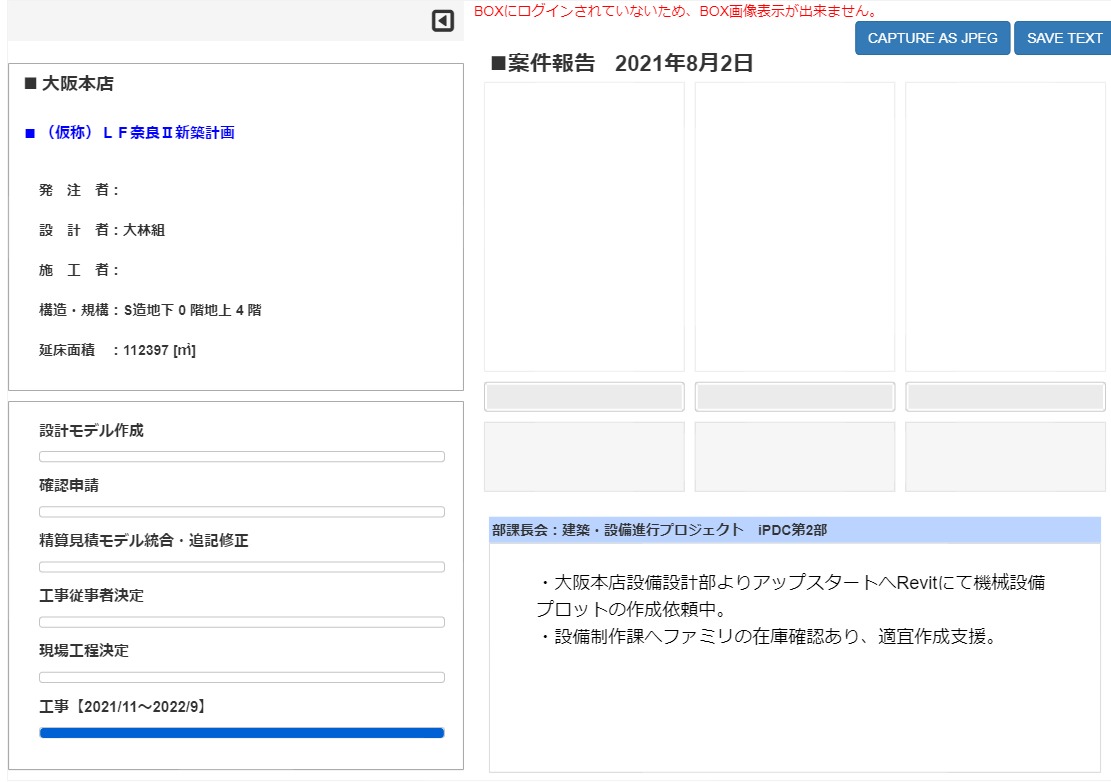 BOXにログインされていないため、BOX画像表示が出来ません。
CAPTURE AS JPEG
SAVE TEXT
■案件報告　2021年8月2日
■ 大阪本店
■ （仮称）ＬＦ奈良Ⅱ新築計画
発　注　者：
設　計　者：大林組
施　工　者：
構造・規構：S造地下 0 階地上 4 階
延床面積　：112397 [㎡]
設計モデル作成
確認申請
精算見積モデル統合・追記修正
工事従事者決定
現場工程決定
工事【2021/11～2022/9】
部課長会：建築・設備進行プロジェクト　iPDC第2部
・大阪本店設備設計部よりアップスタートへRevitにて機械設備
プロットの作成依頼中。
・設備制作課へファミリの在庫確認あり、適宜作成支援。